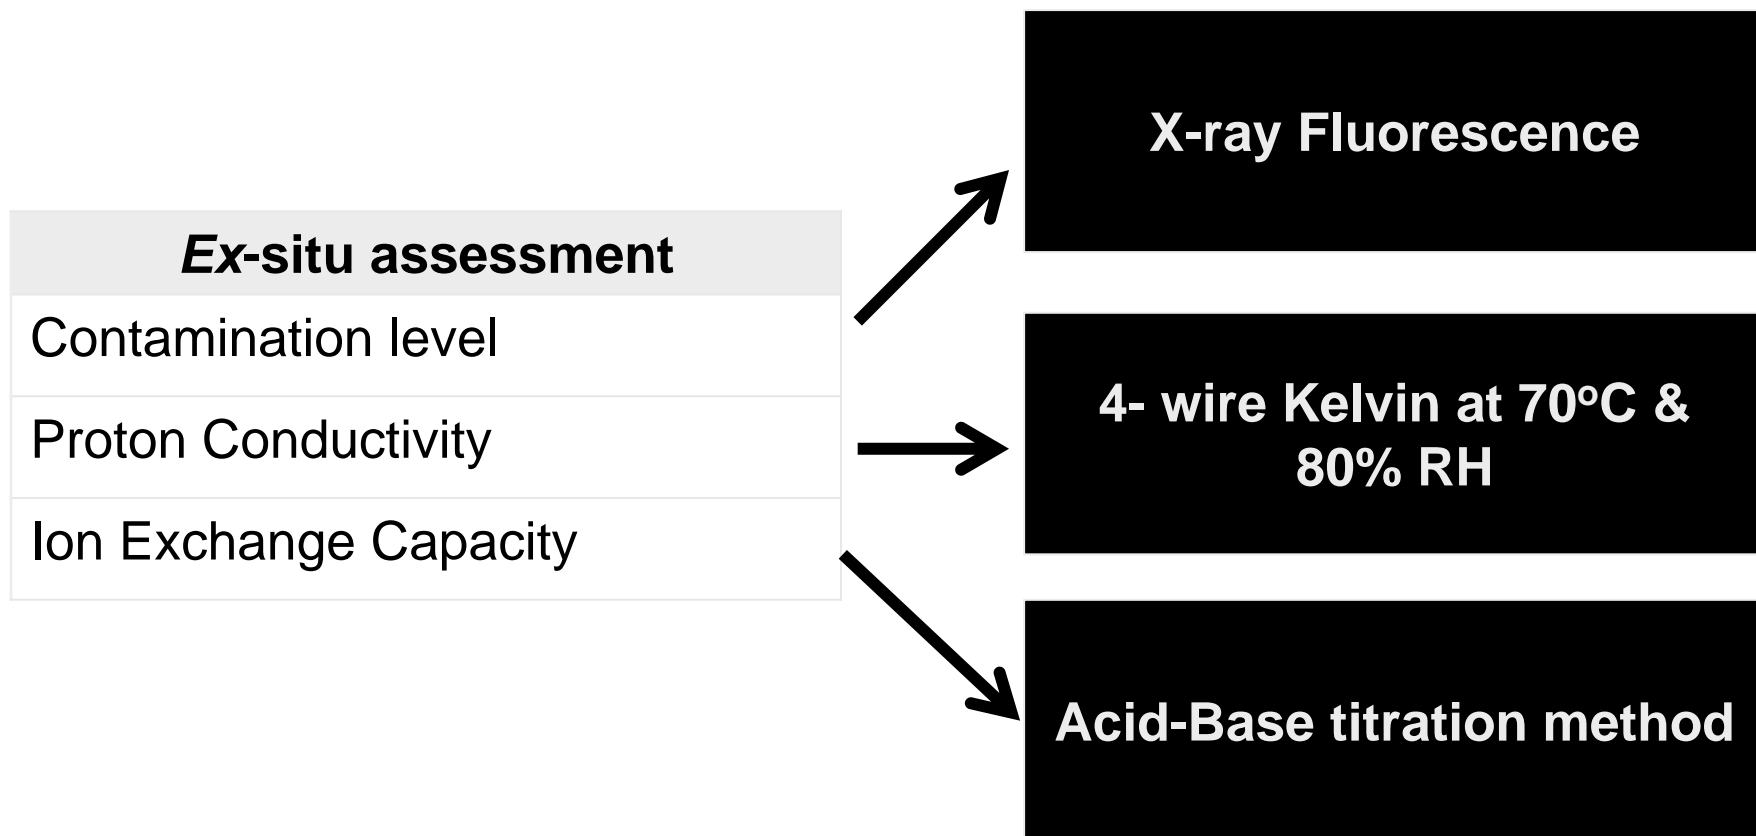 Ex-situ assessment
Contamination level
Proton Conductivity
Ion Exchange Capacity
X-ray Fluorescence
4- wire Kelvin at 70ºC &
80% RH
Acid-Base titration method